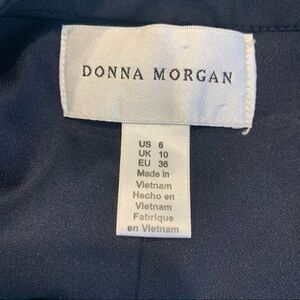 DONNA MORGAN
US 6
UK 10
EU 36
Made in
Vietnam
Hecho en
Vietnam
Fabrique
en Vietnam